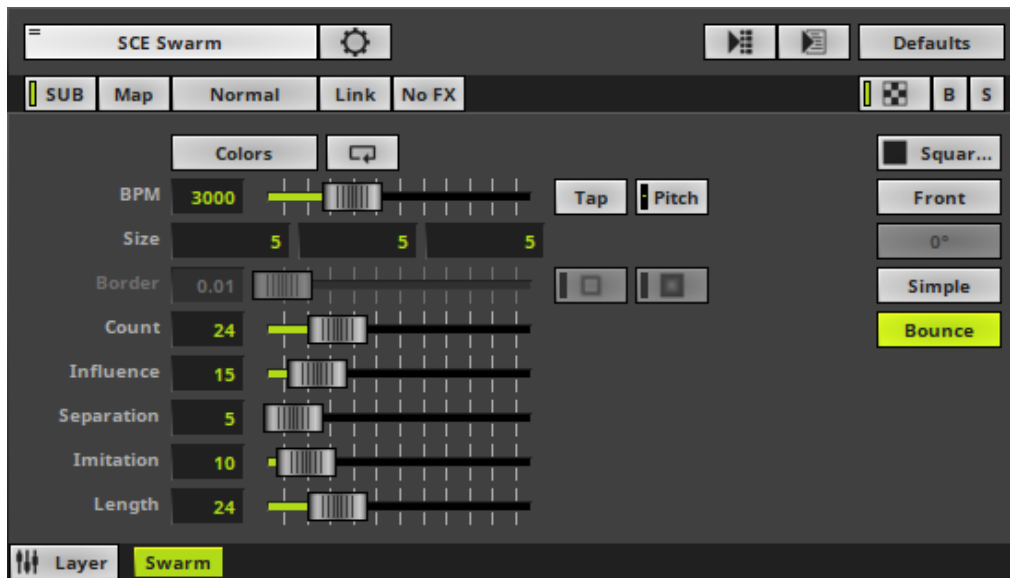 SCE Swarm Defaults
SUB Map Normal Link No FX B S
Colors Squar...
BPM 3000 Tap Pitch Front
Size 5 5 5 0°
Border 0.01 Simple
Count 24 Bounce
Influence 15
Separation 5
Imitation 10
Length 24
Layer Swarm